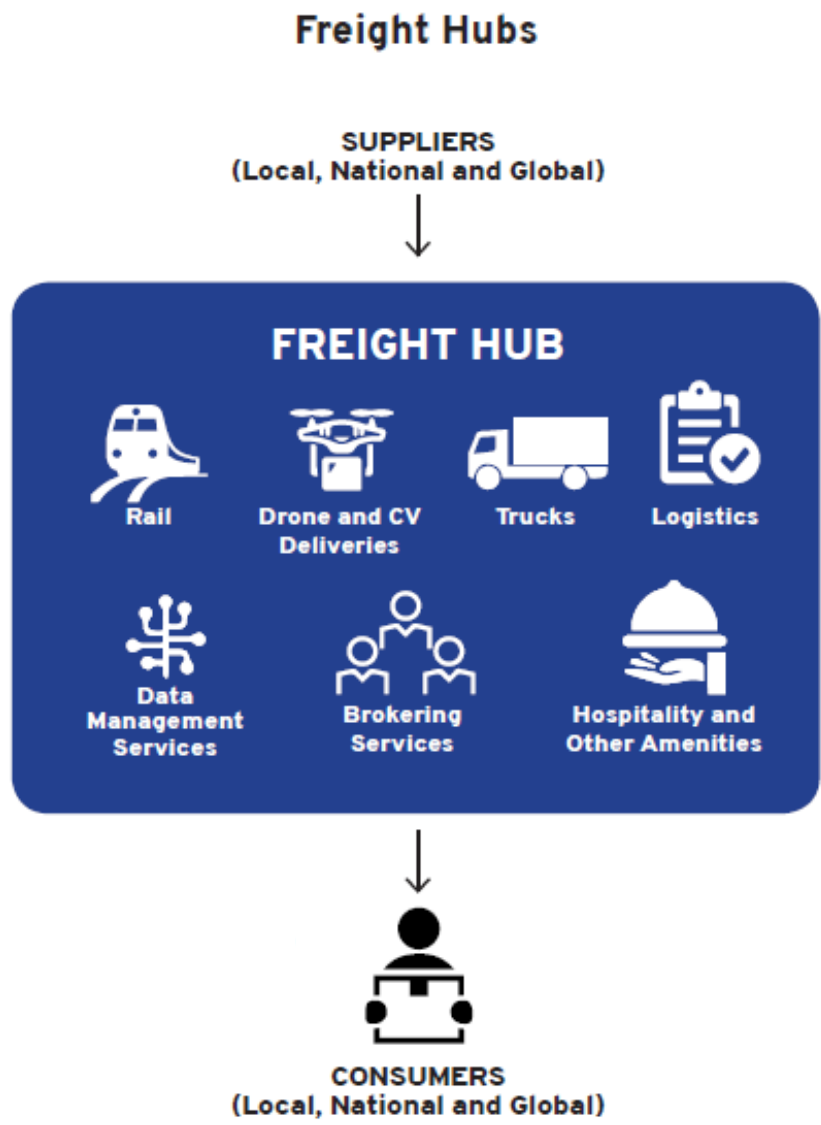 Freight Hubs
SUPPLIERS
(Local, National and Global)
FREIGHT HUB
Rail
Drone and CV
Deliveries
Trucks
Logistics
Data
Management
Services
Brokering
Services
Hospitality and
Other Amenities
CONSUMERS
(Local, National and Global)